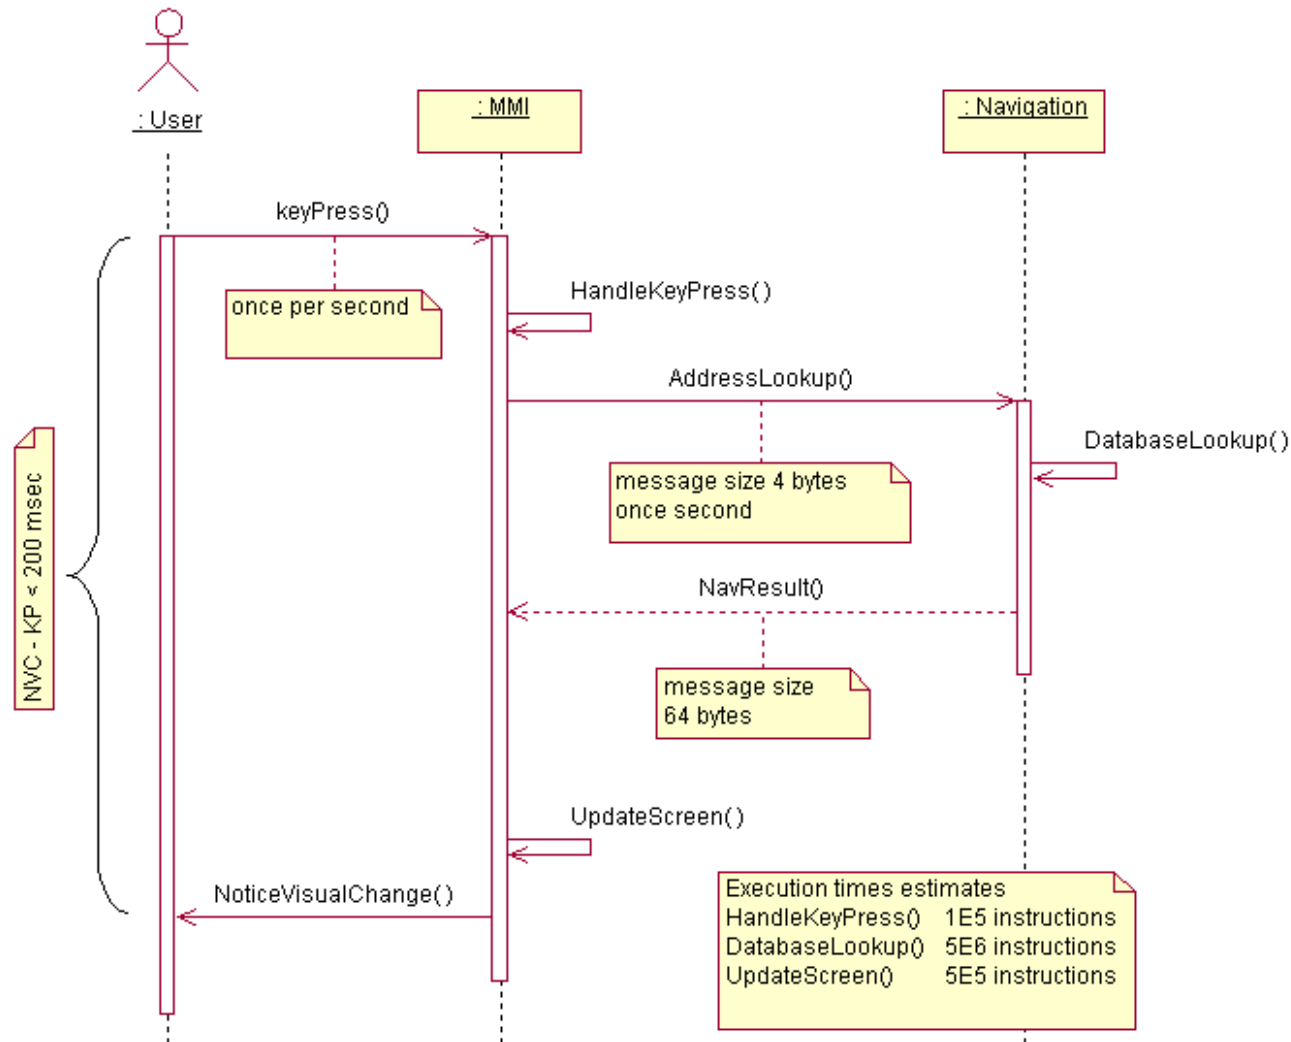 : User
: MMI
: Navigation
keyPress()
once per second
HandleKeyPress()
AddressLookup()
DatabaseLookup()
message size 4 bytes
once second
NVC - KP < 200 msec
NavResult()
message size
64 bytes
UpdateScreen()
NoticeVisualChange()
Execution times estimates
HandleKeyPress() 1E5 instructions
DatabaseLookup() 5E6 instructions
UpdateScreen() 5E5 instructions